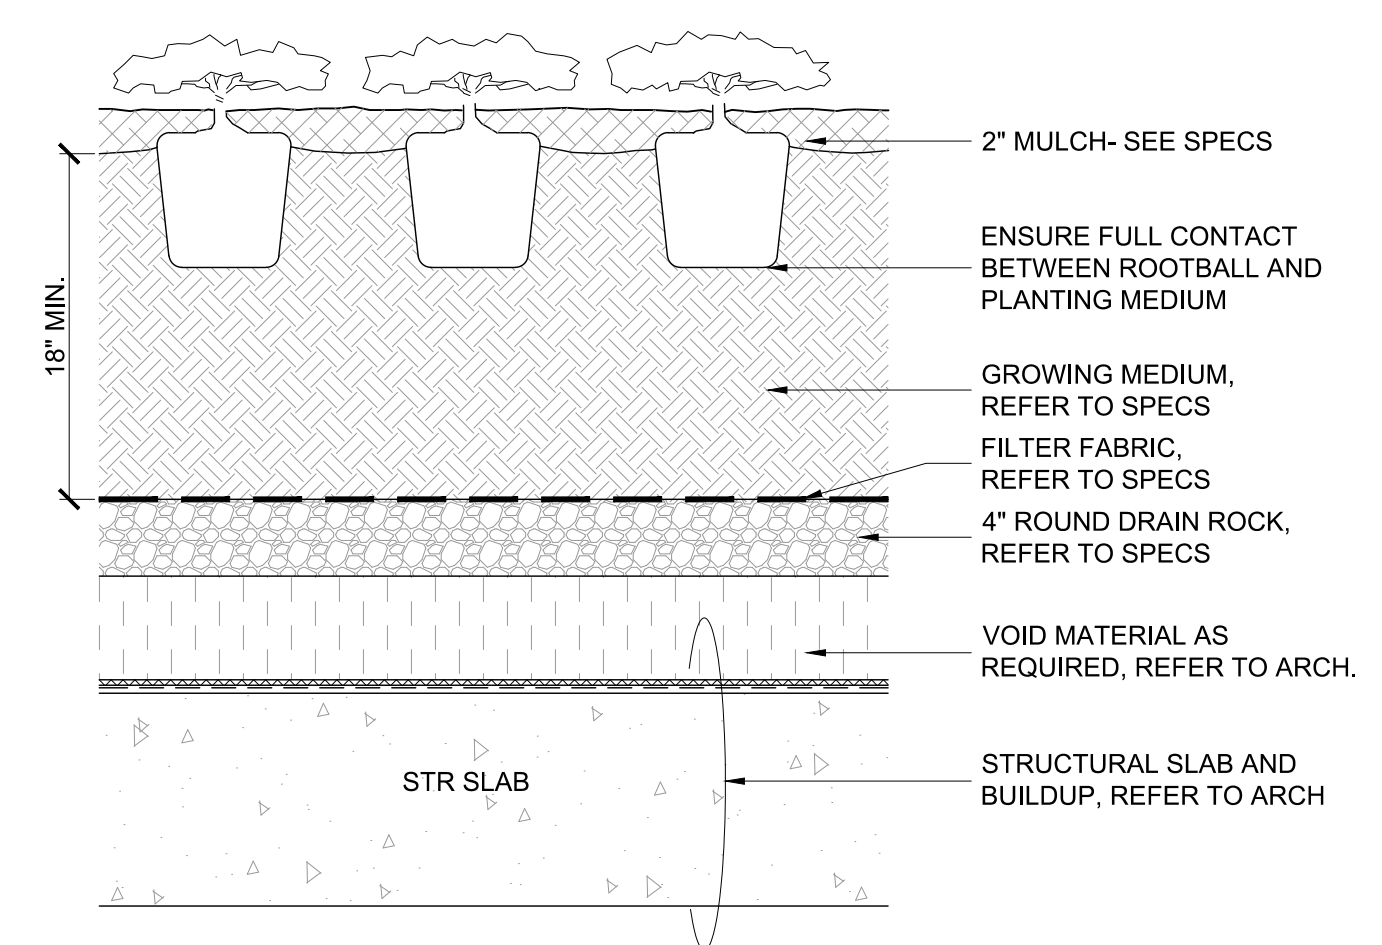 2" MULCH- SEE SPECS
ENSURE FULL CONTACT
BETWEEN ROOTBALL AND
PLANTING MEDIUM
18" MIN.
GROWING MEDIUM,
REFER TO SPECS
FILTER FABRIC,
REFER TO SPECS
4" ROUND DRAIN ROCK,
REFER TO SPECS
VOID MATERIAL AS
REQUIRED, REFER TO ARCH.
STR SLAB
STRUCTURAL SLAB AND
BUILDUP, REFER TO ARCH